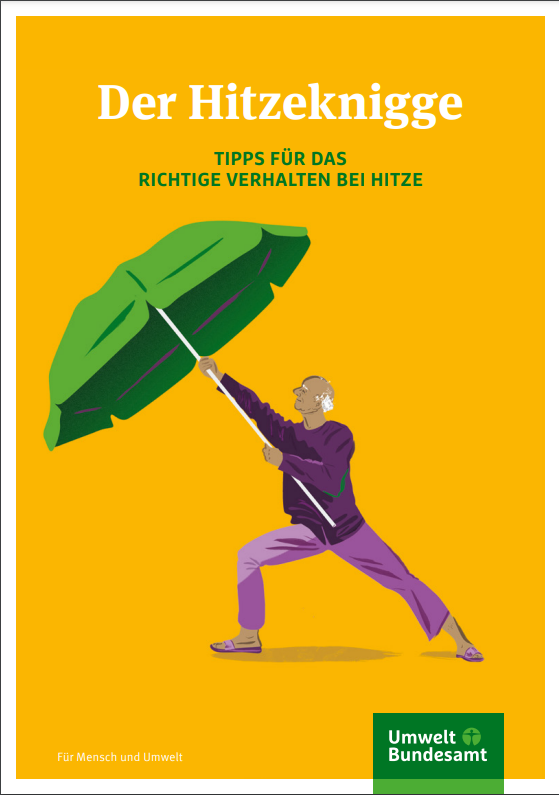 Der Hitzeknigge
TIPPS FÜR DAS
RICHTIGE VERHALTEN BEI HITZE
Für Mensch und Umwelt
Umwelt
Bundesamt